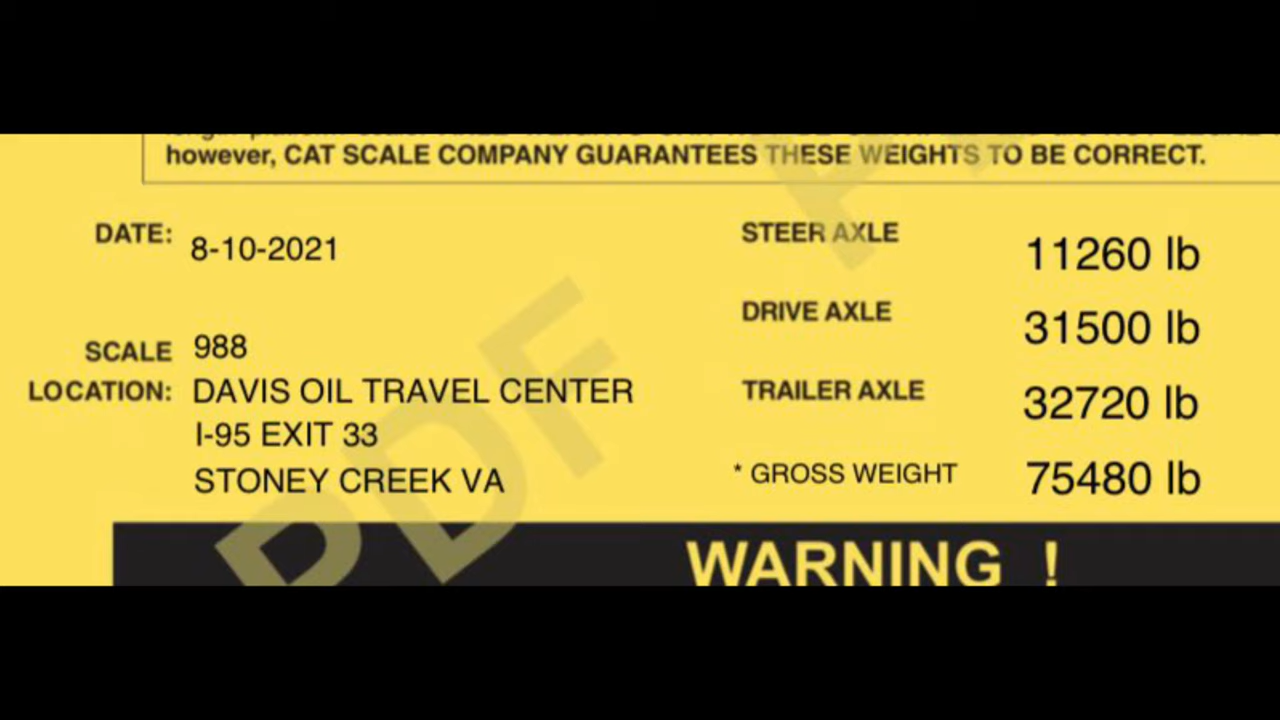 however, CAT SCALE COMPANY GUARANTEES THESE WEIGHTS TO BE CORRECT.
DATE: 8-10-2021
STEER AXLE 11260 lb
DRIVE AXLE 31500 lb
SCALE 988
LOCATION: DAVIS OIL TRAVEL CENTER
TRAILER AXLE 32720 lb
I-95 EXIT 33
STONEY CREEK VA
* GROSS WEIGHT 75480 lb
PDF
WARNING !